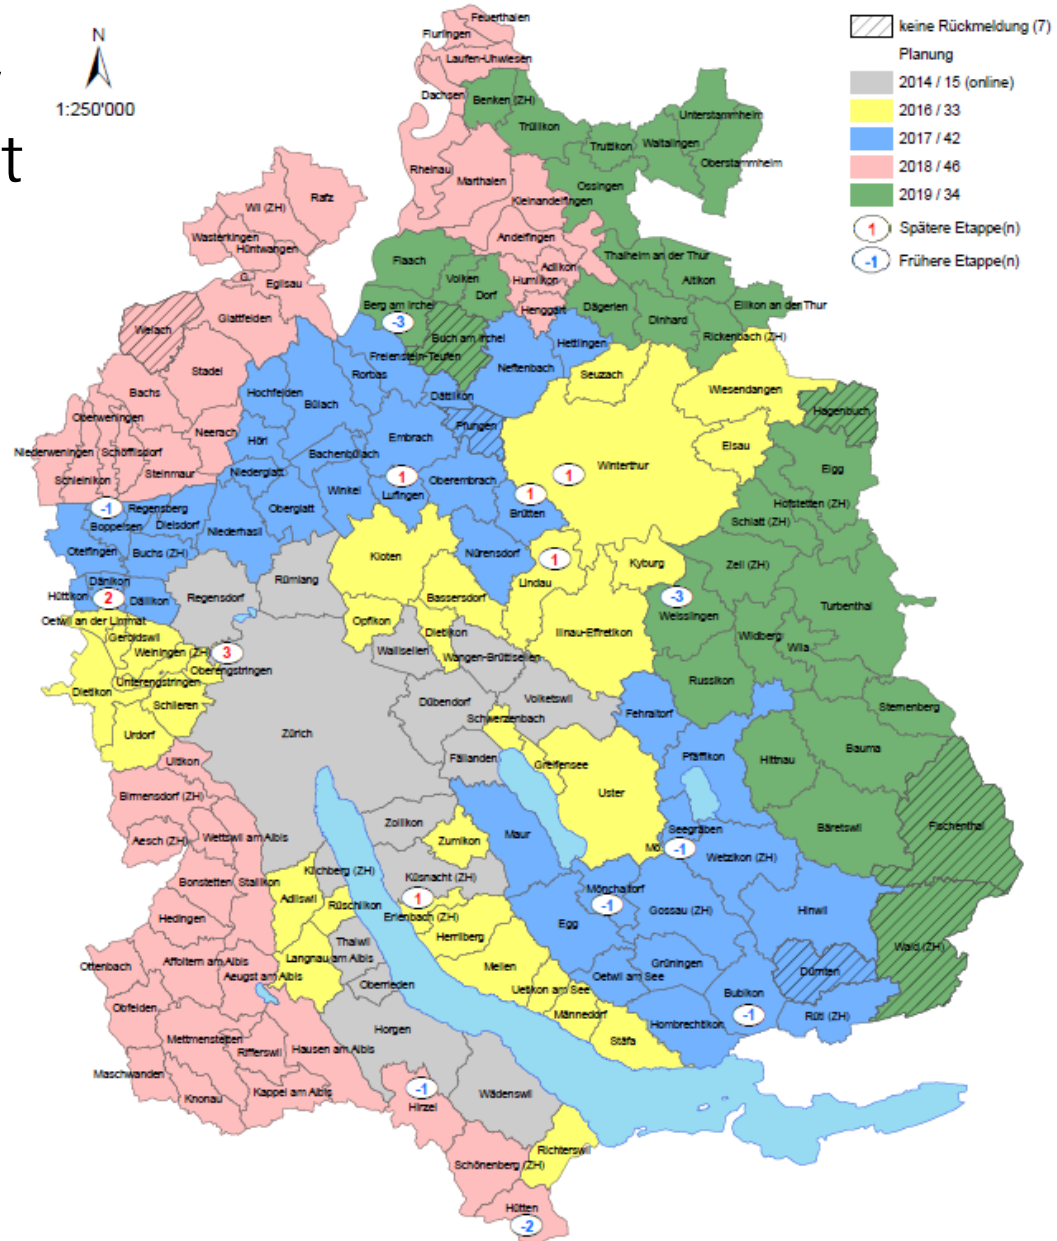 t
N
1:250'000
keine Rückmeldung (7)
Planung
2014 / 15 (online)
2016 / 33
2017 / 42
2018 / 46
2019 / 34
1 Spätere Etappe(n)
-1 Frühere Etappe(n)
Feuerthalen
Flurlingen
Laufen-Uhwiesen
Dachsen
Benken (ZH)
Trüllikon
Truttikon
Waltalingen
Unterstammheim
Oberstammheim
Rheinau
Marthalen
Ossingen
Kleinandelfingen
Rafz
Wil (ZH)
Wasterkingen
Hüntwangen
Andelfingen
Adlikon
Humlikon
Thalheim an der Thur
Altikon
Flaach
Volken
Dorf
G.
Eglisau
Berg am Irchel
-3
Henggart
Dägerlen
Dinhard
Ellikon an der Thur
Rickenbach (ZH)
Glattfelden
Weiach
Buch am Irchel
Freienstein-Teufen
Hettlingen
Neftenbach
Seuzach
Wiesendangen
Stadel
Rorbas
Dättlikon
Bachs
Hochfelden
Bülach
Hagenbuch
Oberweningen
Neerach
Höri
Embrach
Pfungen
Elsau
Niederweningen
Schöfflisdorf
Bachenbülach
Winterthur
Elgg
Schleinikon
Steinmaur
Niederglatt
Winkel
1
Lufingen
Oberembrach
1
1
Brütten
Hofstetten (ZH)
Schlatt (ZH)
-1
Regensberg
Boppelsen
Dielsdorf
Niederhasli
Oberglatt
Otelfingen
Buchs (ZH)
Kloten
Nürensdorf
1
Lindau
Kyburg
Zell (ZH)
Dänikon
Hüttikon
2
Dällikon
Regensdorf
Rümlang
Bassersdorf
-3
Weisslingen
Turbenthal
Oetwil an der Limmat
Geroldswil
Weiningen (ZH)
3
Opfikon
Dietlikon
Illnau-Effretikon
Wildberg
Wila
Oberengstringen
Unterengstringen
Wallisellen
Wangen-Brüttisellen
Dietikon
Schlieren
Russikon
Dübendorf
Volketswil
Fehraltorf
Sternenberg
Urdorf
Zürich
Schwerzenbach
Uitikon
Fällanden
Greifensee
Pfäffikon
Hittnau
Bauma
Birmensdorf (ZH)
Uster
Aesch (ZH)
Wettswil am Albis
Zollikon
Zumikon
Maur
Seegräben
Mö.
-1
Wetzikon (ZH)
Bäretswil
Fischenthal
Bonstetten
Stallikon
Kilchberg (ZH)
Küsnacht (ZH)
Adliswil
Rüschlikon
1
Erlenbach (ZH)
Mönchaltorf
-1
Gossau (ZH)
Hinwil
Hedingen
Herrliberg
Egg
Thalwil
Langnau am Albis
Wald (ZH)
Ottenbach
Affoltern am Albis
Aeugst am Albis
Oberrieden
Meilen
Grüningen
Oetwil am See
Dürnten
Obfelden
Uetikon am See
Bubikon
Männedorf
Hombrechtikon
-1
Rüti (ZH)
Mettmenstetten
Rifferswil
Hausen am Albis
Horgen
Stäfa
Maschwanden
Knonau
Kappel am Albis
-1
Hirzel
Wädenswil
Richterswil
Schönenberg (ZH)
Hütten
-2